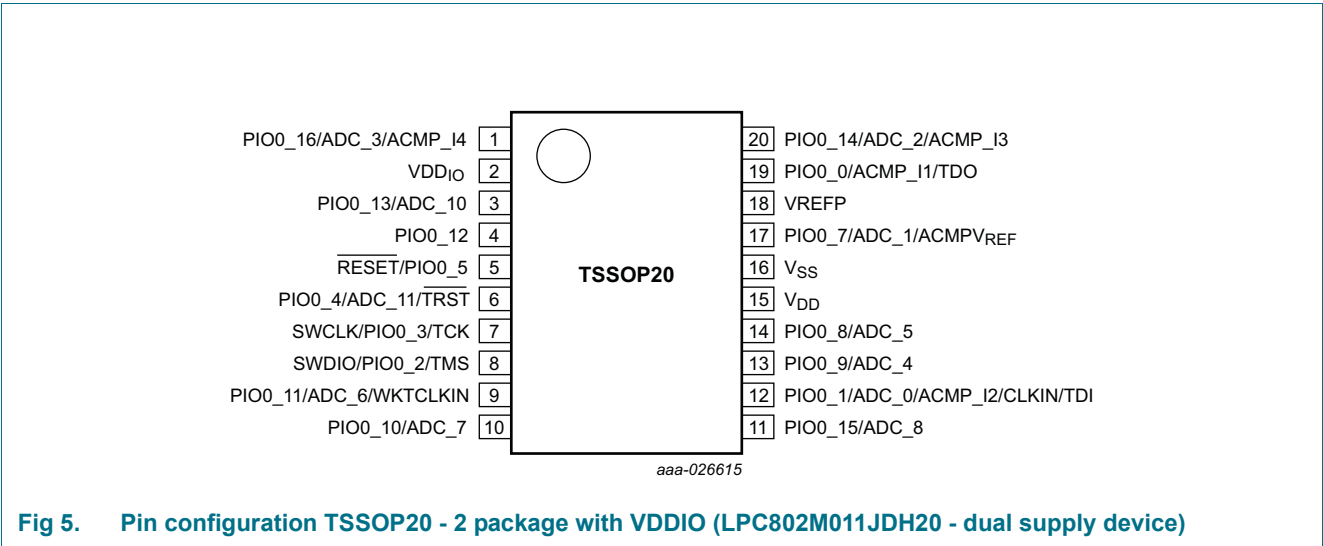 PIO0_16/ADC_3/ACMP_I4 1
VDDIO 2
PIO0_13/ADC_10 3
PIO0_12 4
RESET/PIO0_5 5
PIO0_4/ADC_11/TRST 6
SWCLK/PIO0_3/TCK 7
SWDIO/PIO0_2/TMS 8
PIO0_11/ADC_6/WKTCLKIN 9
PIO0_10/ADC_7 10
TSSOP20
20 PIO0_14/ADC_2/ACMP_I3
19 PIO0_0/ACMP_I1/TDO
18 VREFP
17 PIO0_7/ADC_1/ACMPVREF
16 VSS
15 VDD
14 PIO0_8/ADC_5
13 PIO0_9/ADC_4
12 PIO0_1/ADC_0/ACMP_I2/CLKIN/TDI
11 PIO0_15/ADC_8
aaa-026615
Fig 5. Pin configuration TSSOP20 - 2 package with VDDIO (LPC802M011JDH20 - dual supply device)